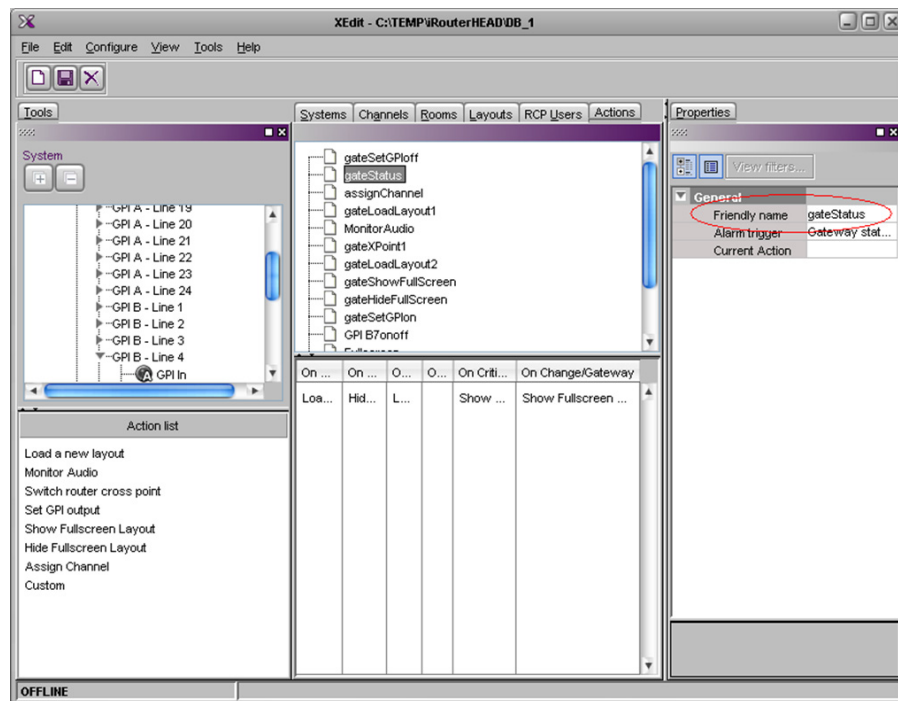 XEdit - C:\TEMP\iRouterHEAD\DB_1
File Edit Configure View Tools Help
Tools
System
GPI A - Line 19
GPI A - Line 20
GPI A - Line 21
GPI A - Line 22
GPI A - Line 23
GPI A - Line 24
GPI B - Line 1
GPI B - Line 2
GPI B - Line 3
GPI B - Line 4
A GPI In
Action list
Load a new layout
Monitor Audio
Switch router cross point
Set GPI output
Show Fullscreen Layout
Hide Fullscreen Layout
Assign Channel
Custom
Systems Channels Rooms Layouts RCP Users Actions
gateSetGPIoff
gateStatus
assignChannel
gateLoadLayout1
MonitorAudio
gateXPoint1
gateLoadLayout2
gateShowFullScreen
gateHideFullScreen
gateSetGPIon
GPI B7onoff
Fullscreen
On ... On ... O... O... On Criti... On Change/Gateway
Loa... Hid... L... Show ... Show Fullscreen ...
Properties
View filters...
General
Friendly name gateStatus
Alarm trigger Gateway stat...
Current Action
OFFLINE